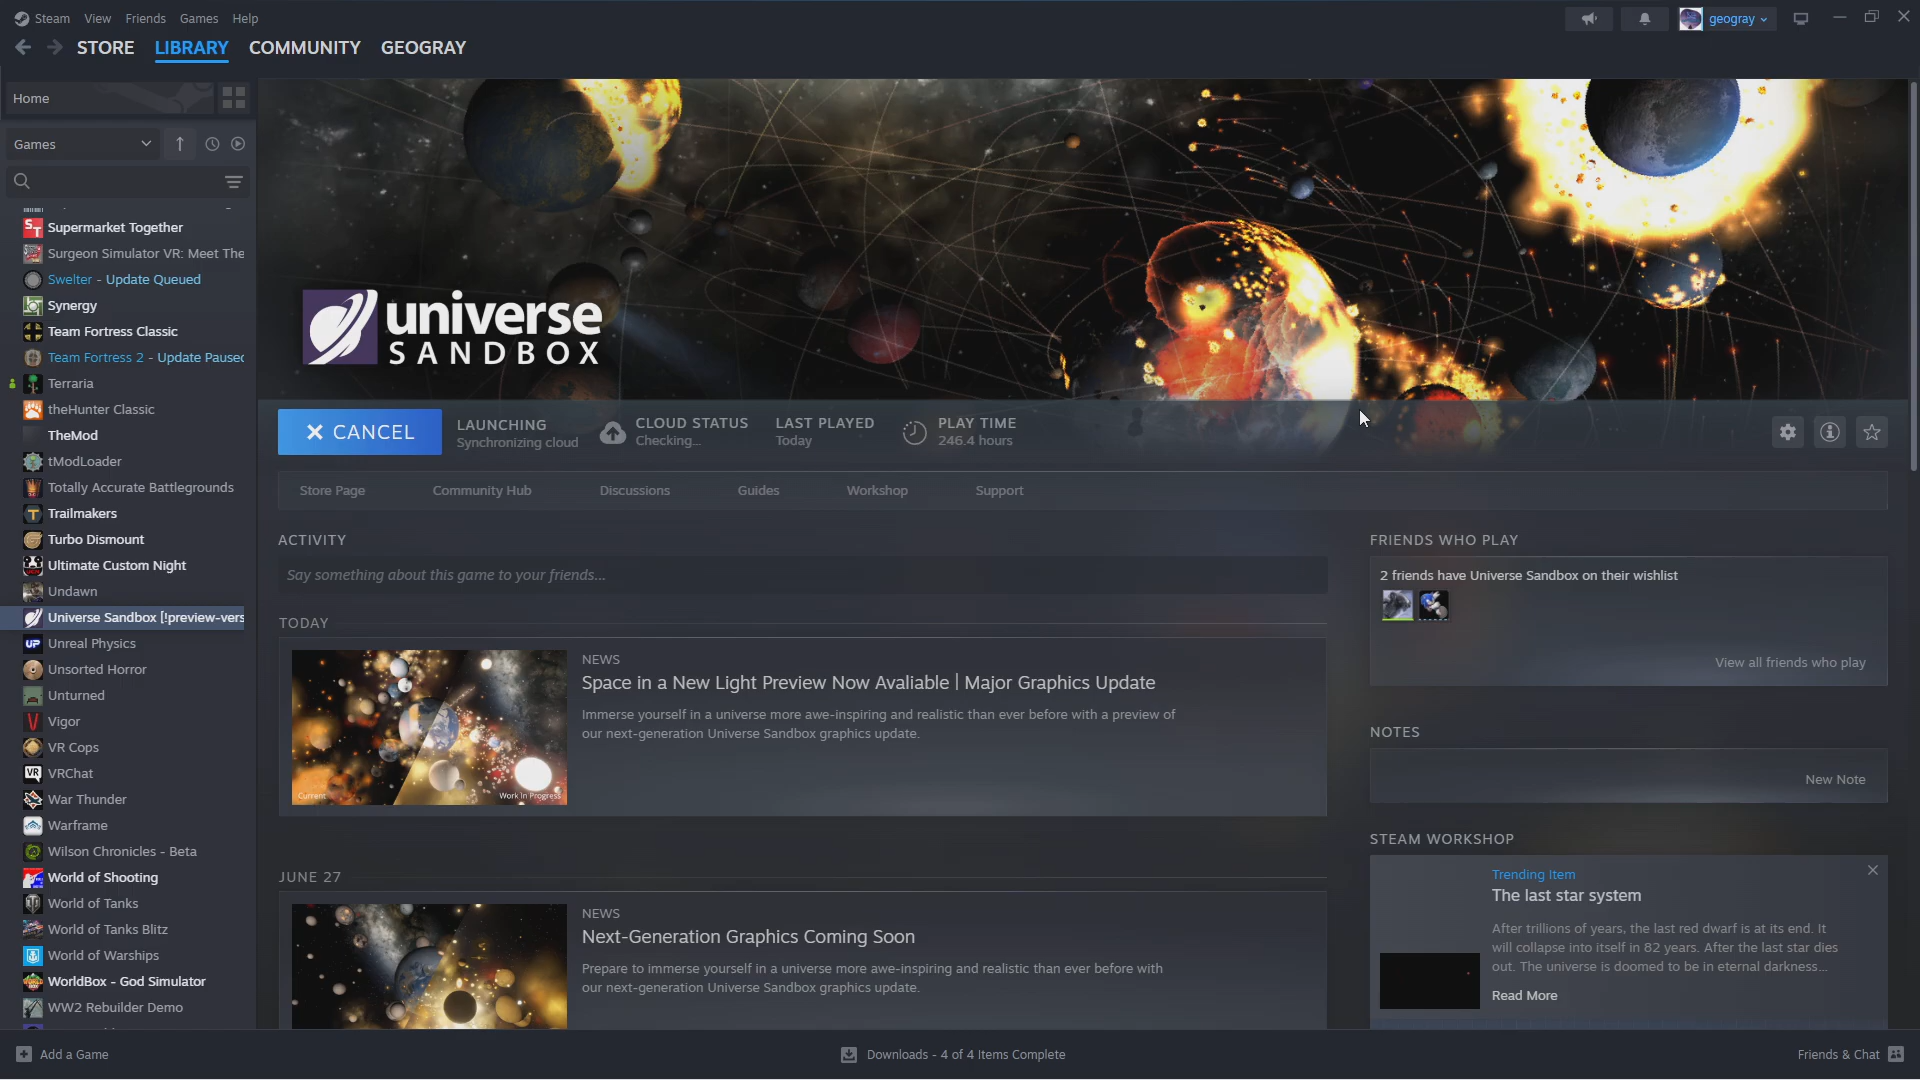 Steam View Friends Games Help
geogray
STORE LIBRARY COMMUNITY GEOGRAY
Home
Games
Supermarket Together
Surgeon Simulator VR: Meet The
Swelter - Update Queued
Synergy
Team Fortress Classic
Team Fortress 2 - Update Paused
Terraria
theHunter Classic
TheMod
tModLoader
Totally Accurate Battlegrounds
Trailmakers
Turbo Dismount
Ultimate Custom Night
Undawn
Universe Sandbox [!preview-vers
Unreal Physics
Unsorted Horror
Unturned
Vigor
VR Cops
VRChat
War Thunder
Warframe
Wilson Chronicles - Beta
World of Shooting
World of Tanks
World of Tanks Blitz
World of Warships
WorldBox - God Simulator
WW2 Rebuilder Demo
Add a Game
universe
SANDBOX
CANCEL
LAUNCHING
Synchronizing cloud
CLOUD STATUS
Checking...
LAST PLAYED
Today
PLAY TIME
246.4 hours
Store Page Community Hub Discussions Guides Workshop Support
ACTIVITY
Say something about this game to your friends...
TODAY
Current
Work In Progress
NEWS
Space in a New Light Preview Now Avaliable | Major Graphics Update
Immerse yourself in a universe more awe-inspiring and realistic than ever before with a preview of
our next-generation Universe Sandbox graphics update.
JUNE 27
NEWS
Next-Generation Graphics Coming Soon
Prepare to immerse yourself in a universe more awe-inspiring and realistic than ever before with
our next-generation Universe Sandbox graphics update.
FRIENDS WHO PLAY
2 friends have Universe Sandbox on their wishlist
View all friends who play
NOTES
New Note
STEAM WORKSHOP
Trending Item
The last star system
After trillions of years, the last red dwarf is at its end. It
will collapse into itself in 82 years. After the last star dies
out. The universe is doomed to be in eternal darkness...
Read More
Downloads - 4 of 4 Items Complete
Friends & Chat